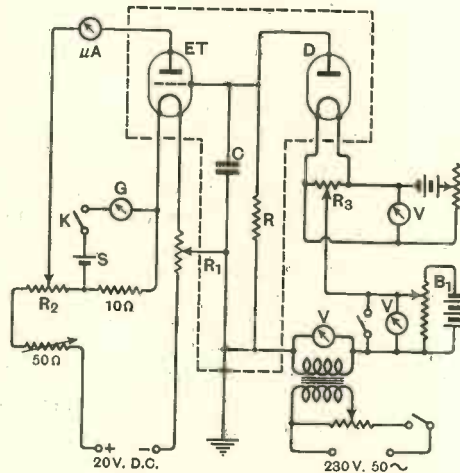 μA
ET
D
C
G
K
S
R
R₁
R₂
10Ω
50Ω
R₃
V
V
B₁
V
+
−
20V. D.C.
230V. 50∼